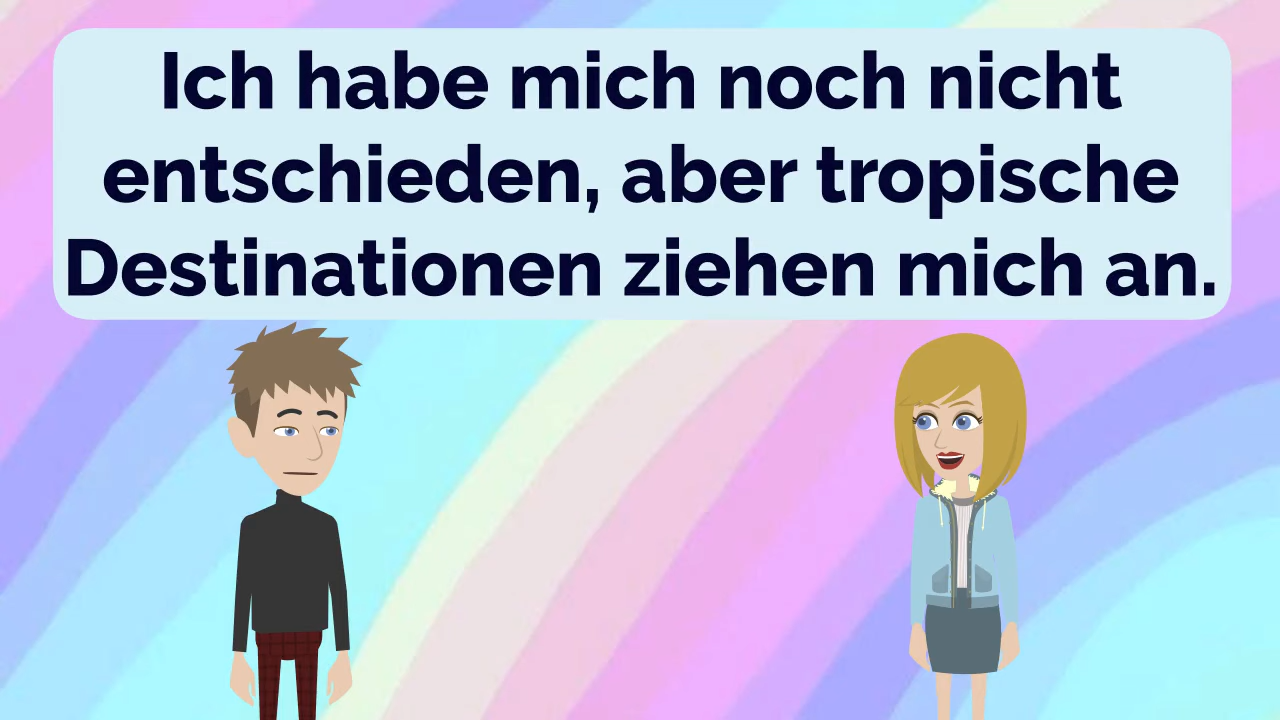 Ich habe mich noch nicht
entschieden, aber tropische
Destinationen ziehen mich an.